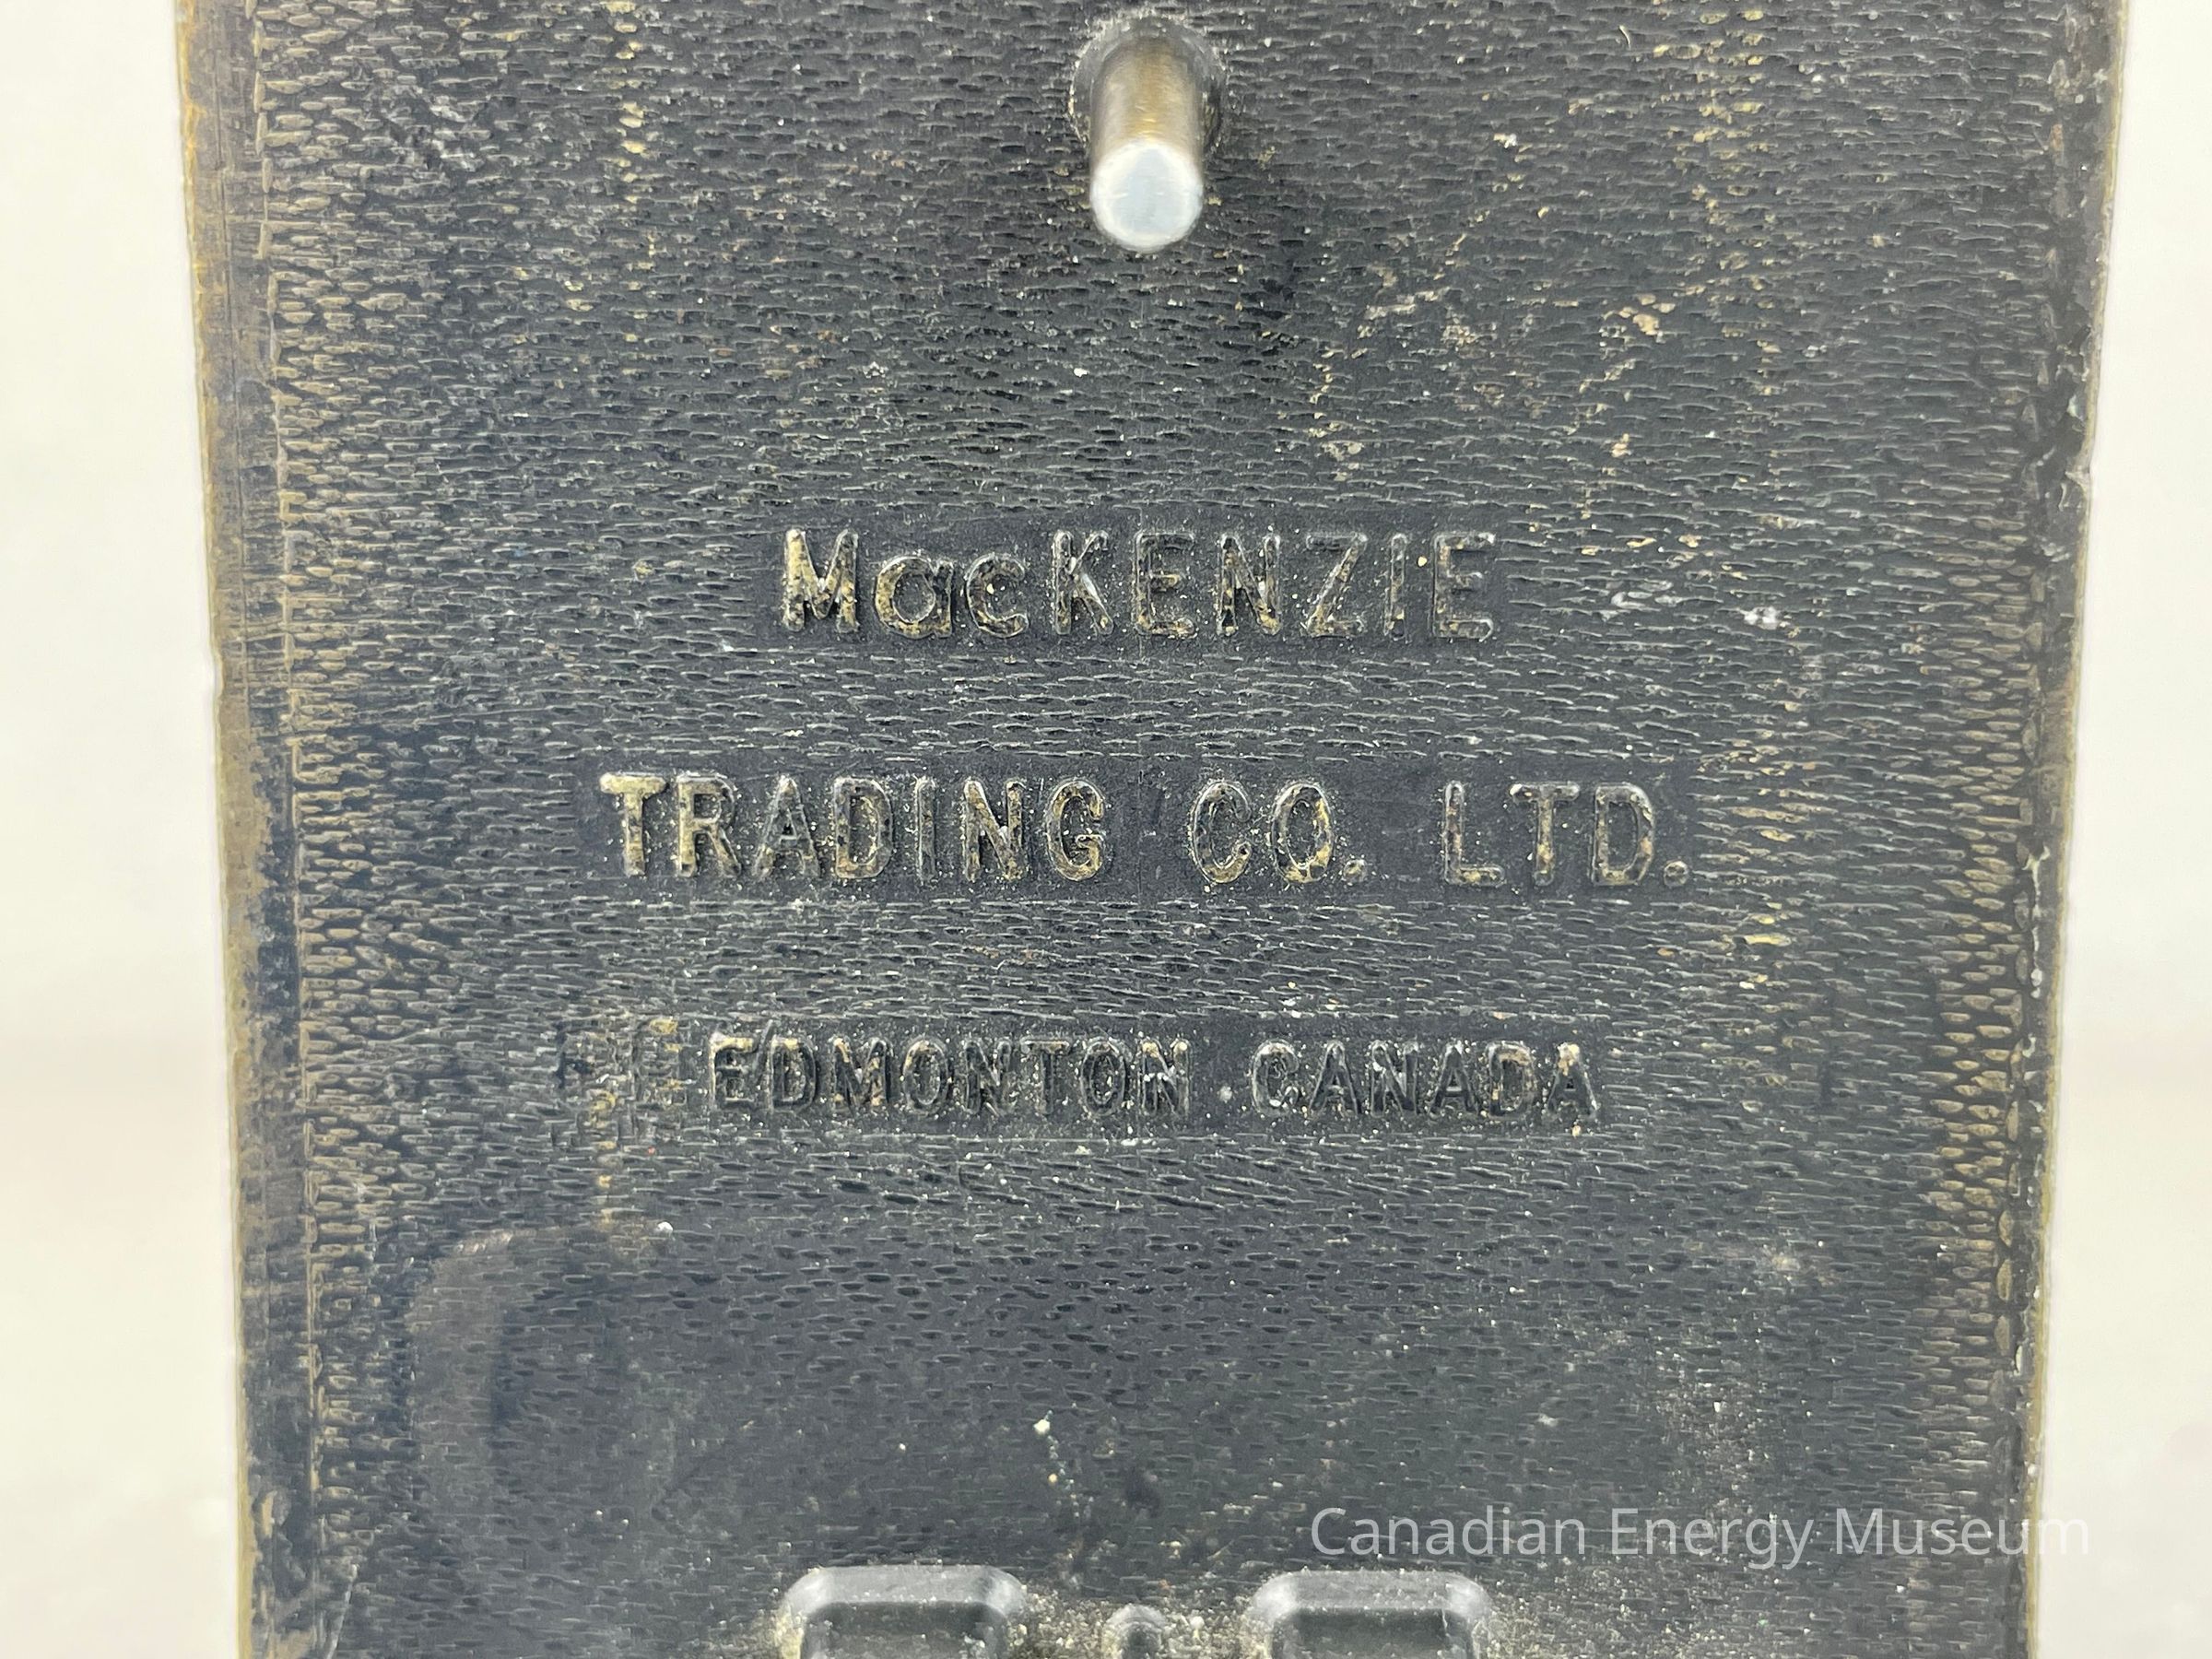 MacKENZIE
TRADING CO. LTD.
EDMONTON CANADA
Canadian Energy Museum